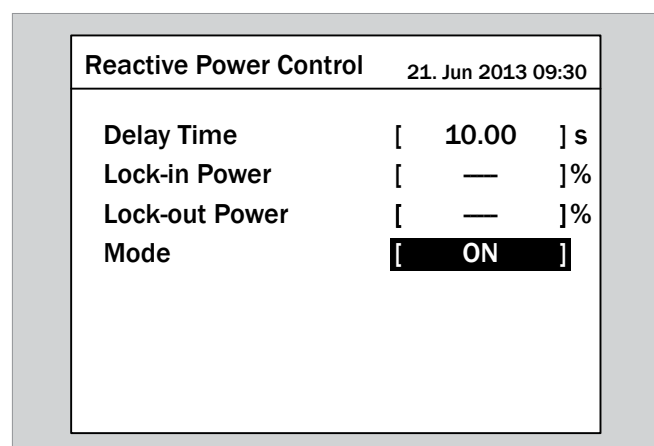 Reactive Power Control 21. Jun 2013 09:30
Delay Time [ 10.00 ] s
Lock-in Power [ — ]%
Lock-out Power [ — ]%
Mode [ ON ]